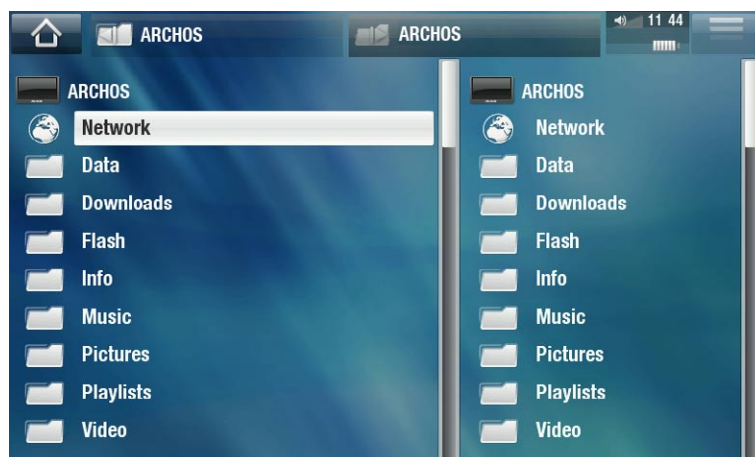 ARCHOS
ARCHOS
11 44
ARCHOS
Network
Data
Downloads
Flash
Info
Music
Pictures
Playlists
Video
ARCHOS
Network
Data
Downloads
Flash
Info
Music
Pictures
Playlists
Video